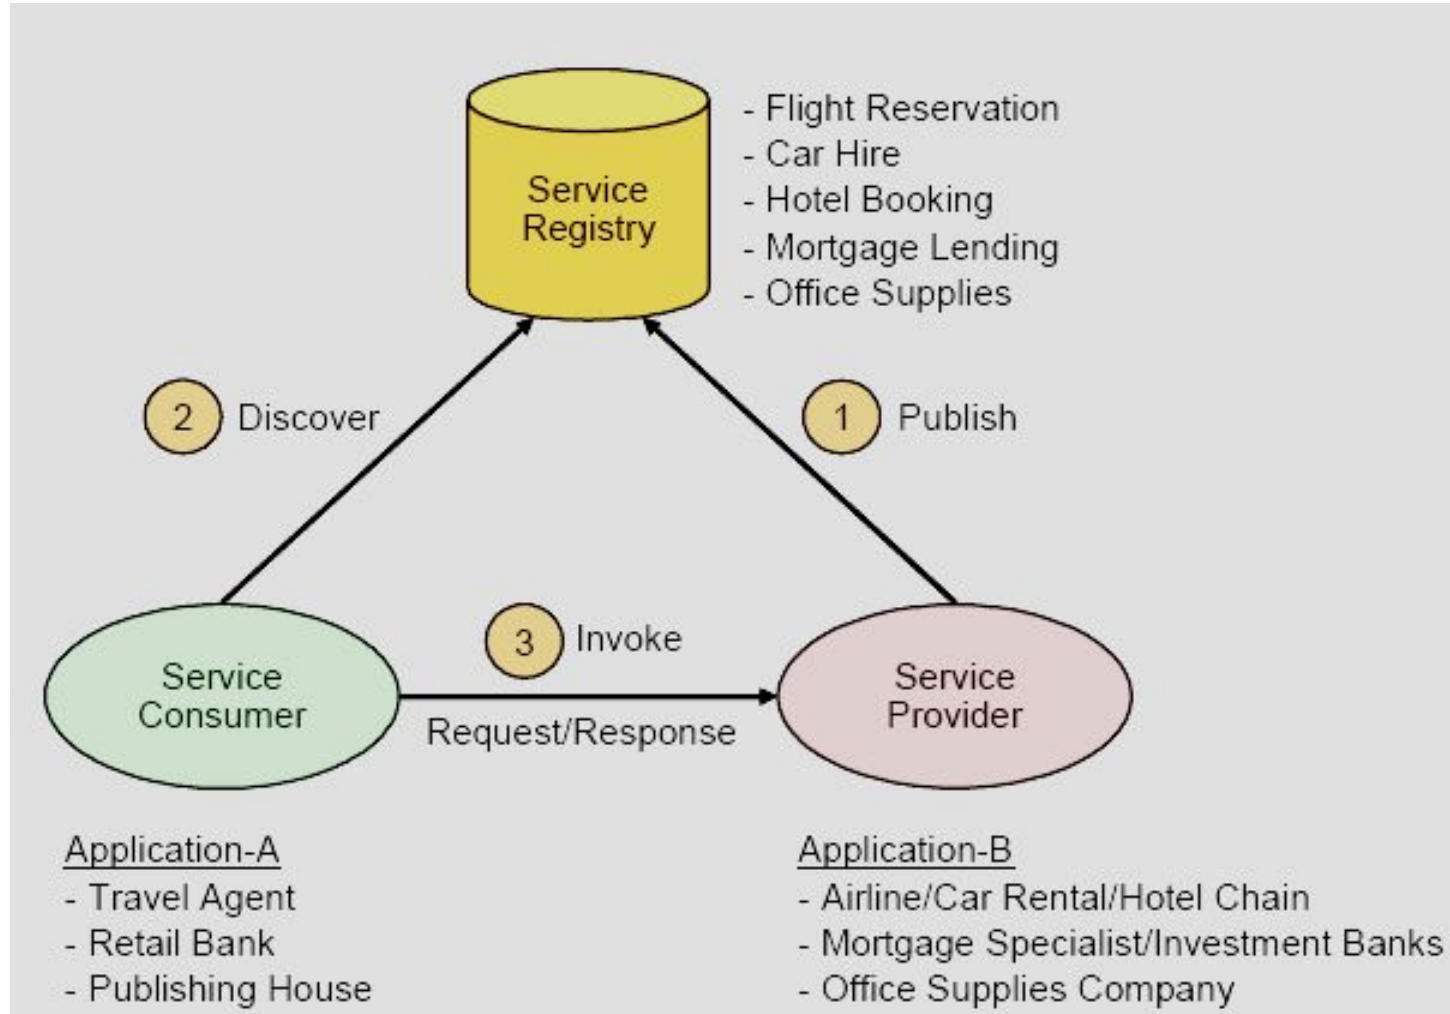 Service
Registry
- Flight Reservation
- Car Hire
- Hotel Booking
- Mortgage Lending
- Office Supplies
2 Discover
1 Publish
3 Invoke
Request/Response
Service
Consumer
Service
Provider
Application-A
- Travel Agent
- Retail Bank
- Publishing House
Application-B
- Airline/Car Rental/Hotel Chain
- Mortgage Specialist/Investment Banks
- Office Supplies Company